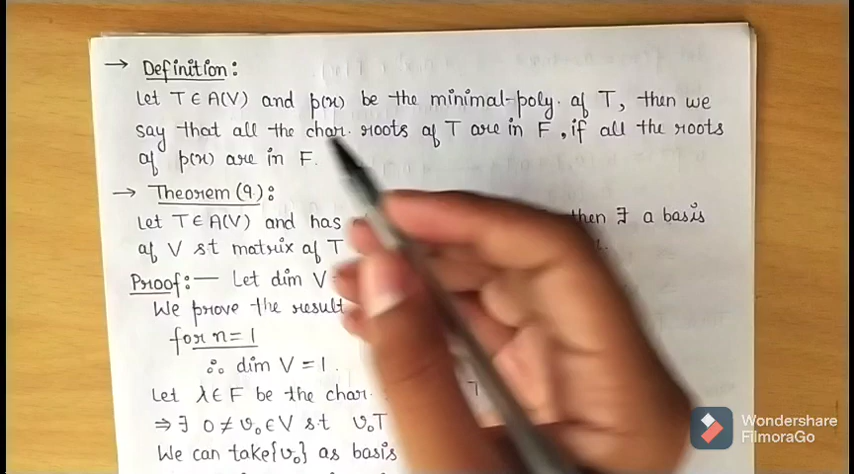 → Definition:
Let T∈A(V) and p(x) be the minimal-poly. of T, then we
say that all the char. roots of T are in F, if all the roots
of p(x) are in F.
→ Theorem (9.):
Let T∈A(V) and has then ∃ a basis
of V st matrix of T
Proof:— Let dim V =
We prove the result
for n=1
∴ dim V = 1.
Let λ∈F be the char. T
⇒ ∃ 0 ≠ v₀ ∈ V st v₀T
We can take {v₀} as basis
Wondershare
FilmoraGo